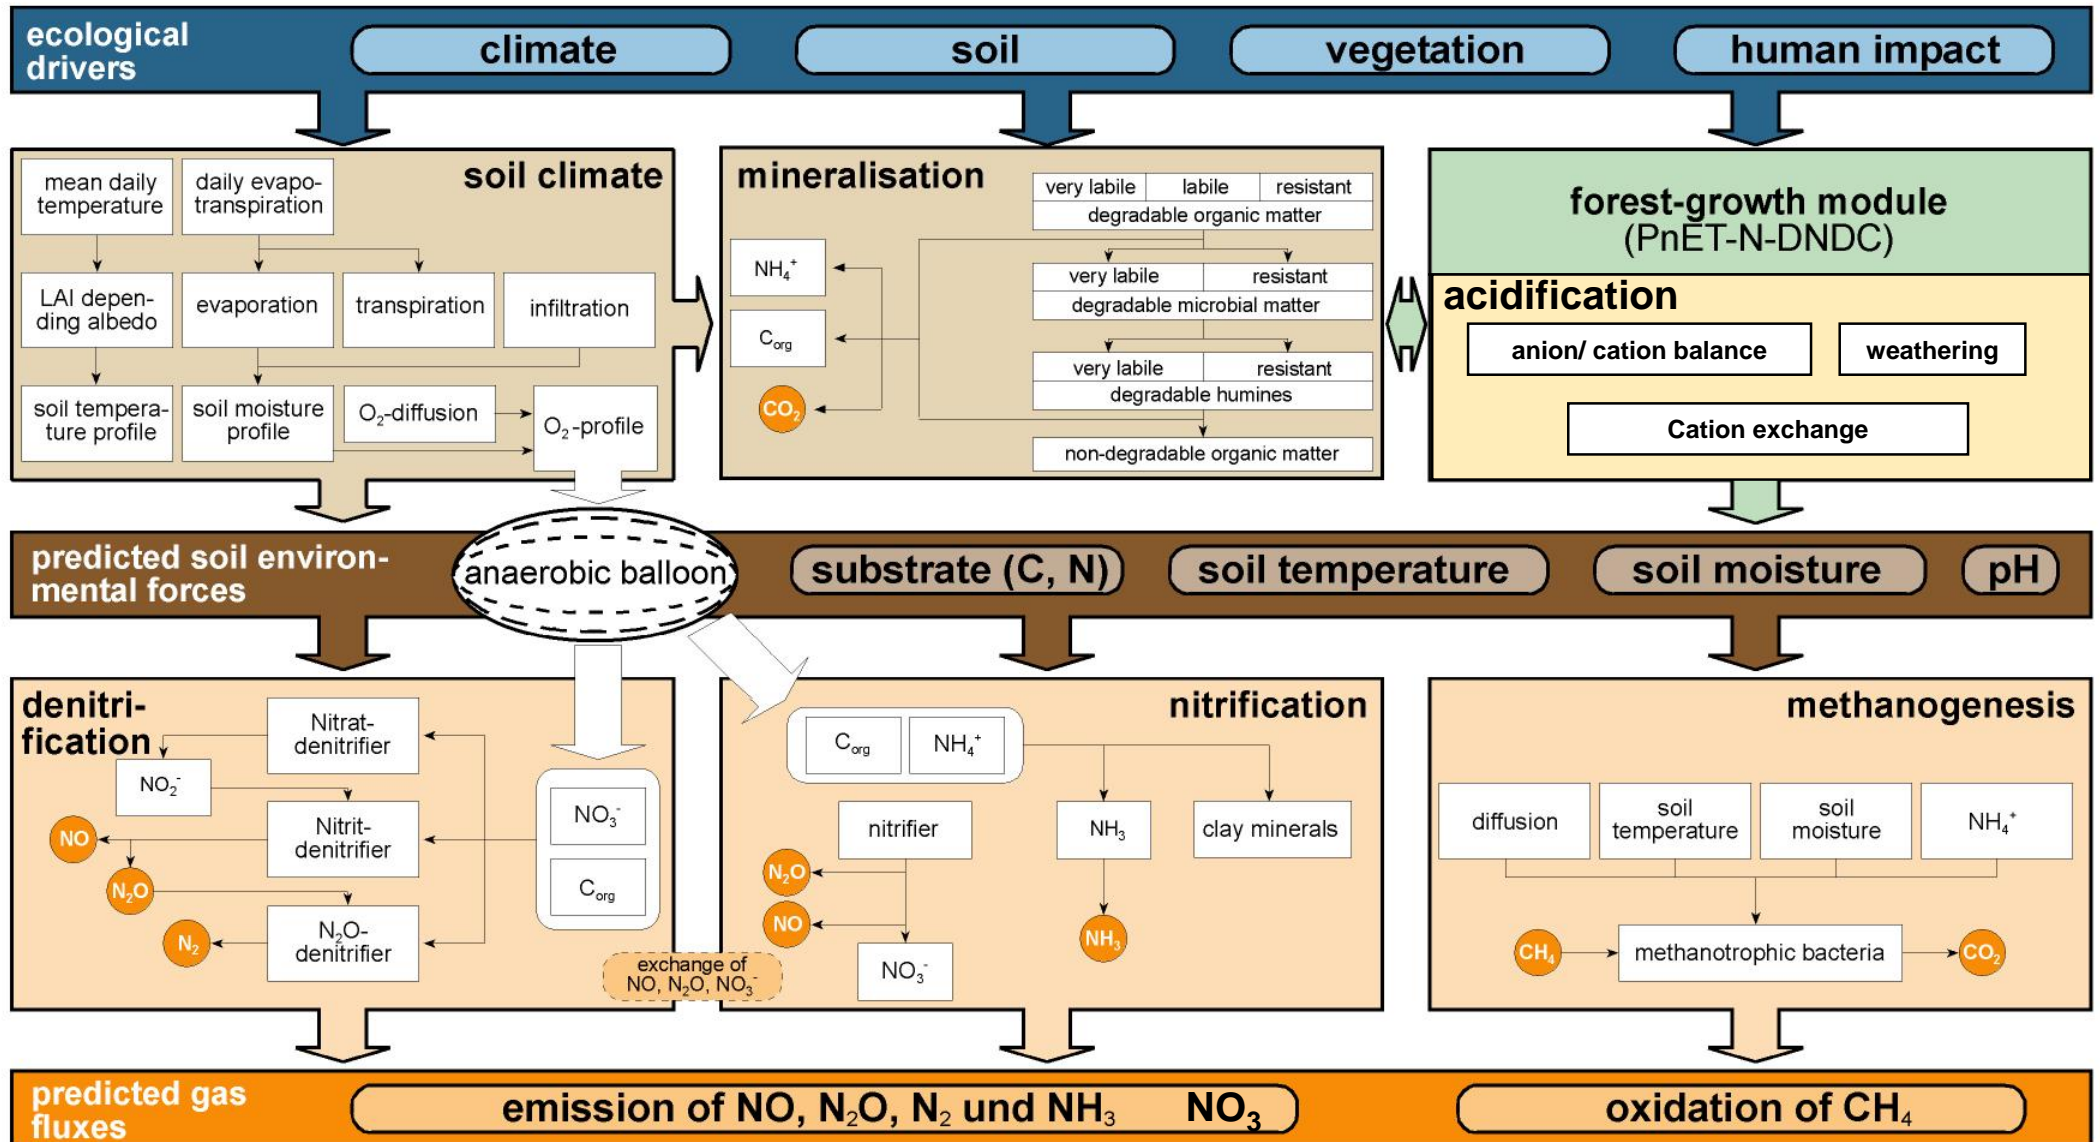 ecological
drivers
climate
soil
vegetation
human impact
soil climate
mean daily
temperature
daily evapo-
transpiration
LAI depen-
ding albedo
evaporation
transpiration
infiltration
soil tempera-
ture profile
soil moisture
profile
O₂-diffusion
O₂-profile
mineralisation
very labile
labile
resistant
degradable organic matter
NH₄⁺
very labile
resistant
degradable microbial matter
C_org
very labile
resistant
degradable humines
CO₂
non-degradable organic matter
forest-growth module
(PnET-N-DNDC)
acidification
anion/ cation balance
weathering
Cation exchange
predicted soil environ-
mental forces
anaerobic balloon
substrate (C, N)
soil temperature
soil moisture
pH
denitri-
fication
Nitrat-
denitrifier
NO₂⁻
Nitrit-
denitrifier
NO
N₂O
N₂O-
denitrifier
N₂
NO₃⁻
C_org
exchange of
NO, N₂O, NO₃⁻
nitrification
C_org
NH₄⁺
nitrifier
NH₃
clay minerals
N₂O
NO
NO₃⁻
NH₃
methanogenesis
diffusion
soil
temperature
soil
moisture
NH₄⁺
CH₄
methanotrophic bacteria
CO₂
predicted gas
fluxes
emission of NO, N₂O, N₂ und NH₃ NO₃
oxidation of CH₄